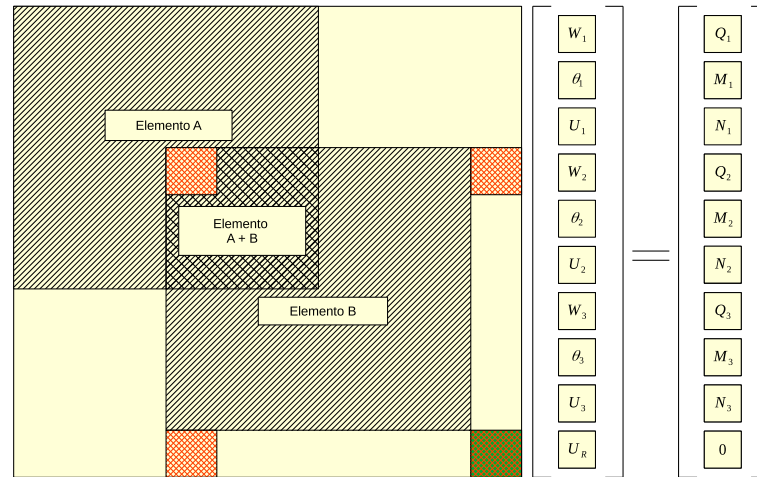 Elemento A
Elemento
A + B
Elemento B
W₁
θ₁
U₁
W₂
θ₂
U₂
W₃
θ₃
U₃
U_R
=
Q₁
M₁
N₁
Q₂
M₂
N₂
Q₃
M₃
N₃
0